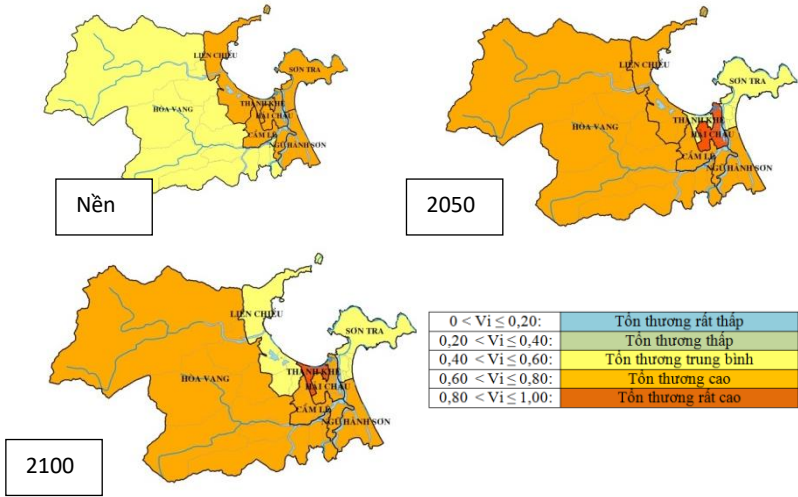 LIÊN CHIỂU
SƠN TRA
HÒA VANG
THANH KHÊ
HẢI CHÂU
CẨM LỆ
NGŨ HÀNH SƠN
Nền
LIÊN CHIỂU
SƠN TRA
THANH KHÊ
HÒA VANG
HẢI CHÂU
CẨM LỆ
NGŨ HÀNH SƠN
2050
LIÊN CHIỂU
SƠN TRA
THANH KHÊ
HÒA VANG
HẢI CHÂU
CẨM LỆ
NGŨ HÀNH SƠN
2100
0 < Vi ≤ 0,20: Tổn thương rất thấp
0,20 < Vi ≤ 0,40: Tổn thương thấp
0,40 < Vi ≤ 0,60: Tổn thương trung bình
0,60 < Vi ≤ 0,80: Tổn thương cao
0,80 < Vi ≤ 1,00: Tổn thương rất cao